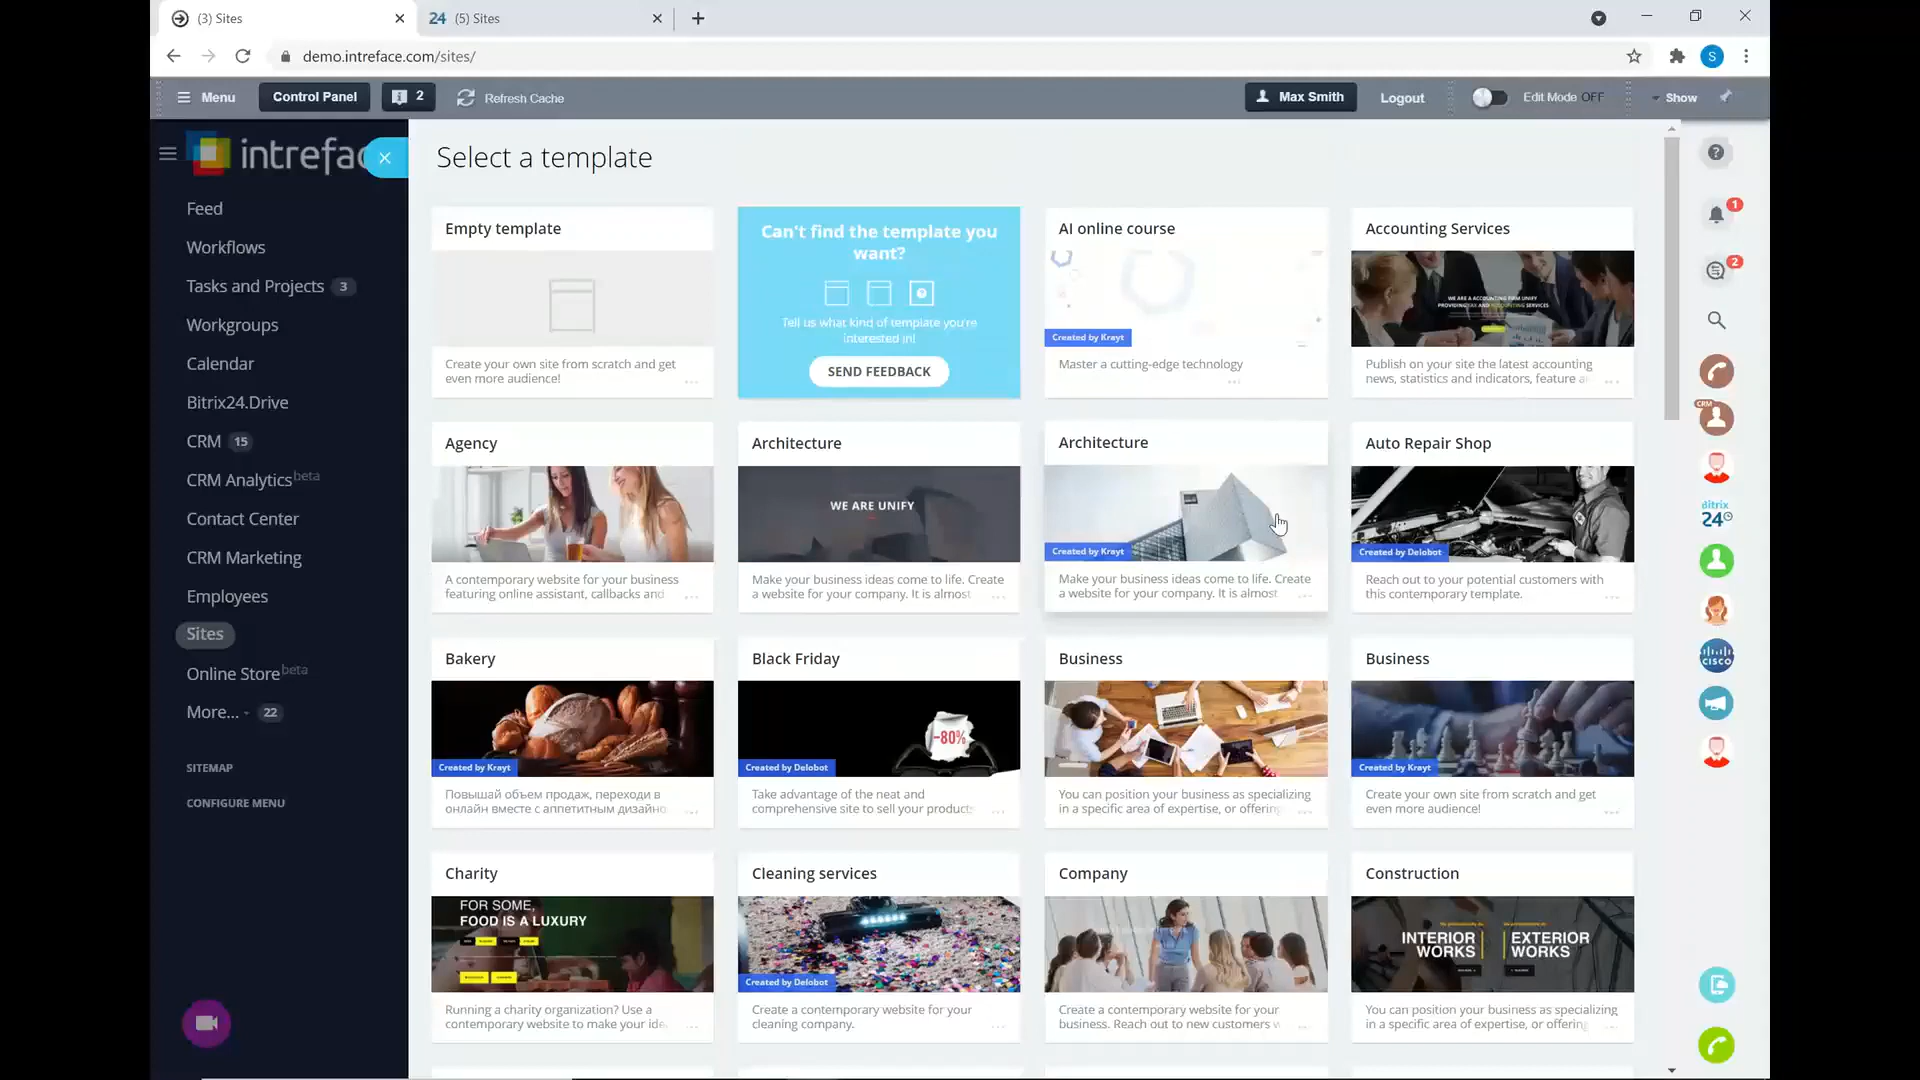 (3) Sites
24 (5) Sites
demo.intreface.com/sites/
S
Menu
Control Panel
2
Refresh Cache
Max Smith
Logout
Edit Mode OFF
Show
intrefac
Feed
Workflows
Tasks and Projects 3
Workgroups
Calendar
Bitrix24.Drive
CRM 15
CRM Analytics beta
Contact Center
CRM Marketing
Employees
Sites
Online Store beta
More... 22
SITEMAP
CONFIGURE MENU
Select a template
Empty template
Create your own site from scratch and get
even more audience!
Can't find the template you
want?
Tell us what kind of template you're
interested in!
SEND FEEDBACK
AI online course
Created by Krayt
Master a cutting-edge technology
Accounting Services
WE ARE A ACCOUNTING FIRM UNIFY
Publish on your site the latest accounting
news, statistics and indicators, feature a
Agency
A contemporary website for your business
featuring online assistant, callbacks and
Architecture
WE ARE UNIFY
Make your business ideas come to life. Create
a website for your company. It is almost
Architecture
Created by Krayt
Make your business ideas come to life. Create
a website for your company. It is almost
Auto Repair Shop
Created by Delobot
Reach out to your potential customers with
this contemporary template.
Bakery
Created by Krayt
Повышай объем продаж, переходи в
онлайн вместе с аппетитным дизайно
Black Friday
-80%
Created by Delobot
Take advantage of the neat and
comprehensive site to sell your products
Business
You can position your business as specializing
in a specific area of expertise, or offering
Business
Created by Krayt
Create your own site from scratch and get
even more audience!
Charity
FOR SOME,
FOOD IS A LUXURY
Running a charity organization? Use a
contemporary website to make your ide
Cleaning services
Created by Delobot
Create a contemporary website for your
cleaning company.
Company
Create a contemporary website for your
business. Reach out to new customers w
Construction
INTERIOR
WORKS
EXTERIOR
WORKS
You can position your business as specializing
in a specific area of expertise, or offering
1
2
CRM
Bitrix
24
CISCO